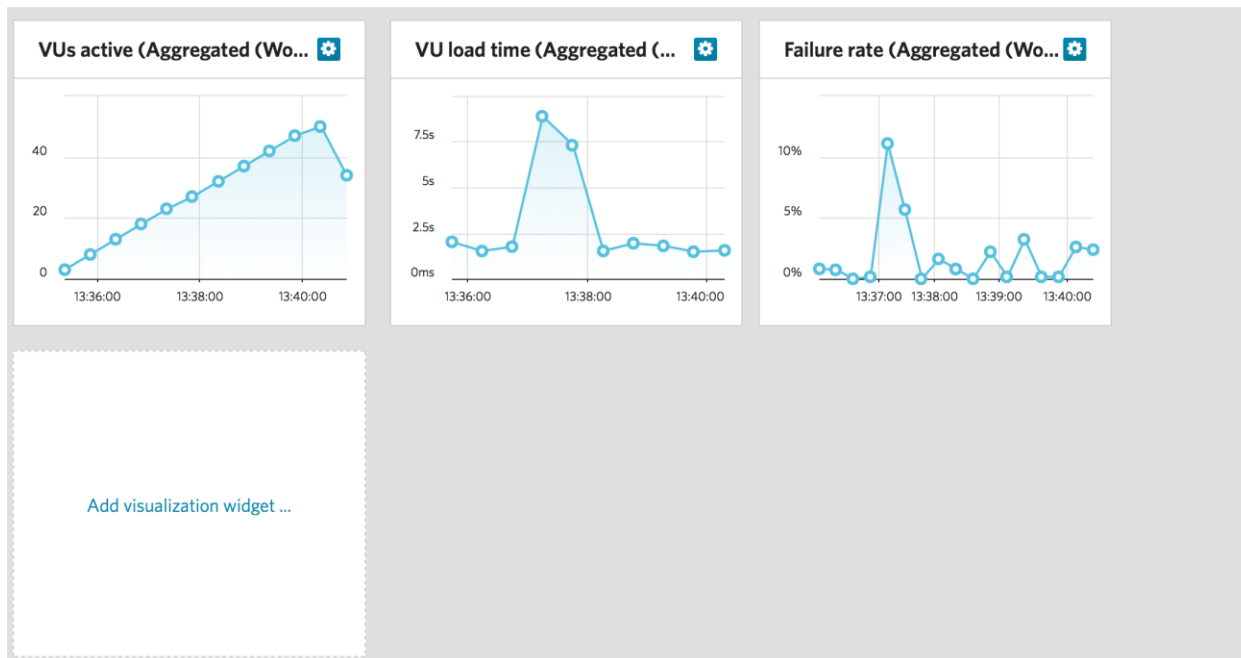 VUs active (Aggregated (Wo...
40
20
0
13:36:00 13:38:00 13:40:00
VU load time (Aggregated (...
7.5s
5s
2.5s
0ms
13:36:00 13:38:00 13:40:00
Failure rate (Aggregated (Wo...
10%
5%
0%
13:37:00 13:38:00 13:39:00 13:40:00
Add visualization widget ...